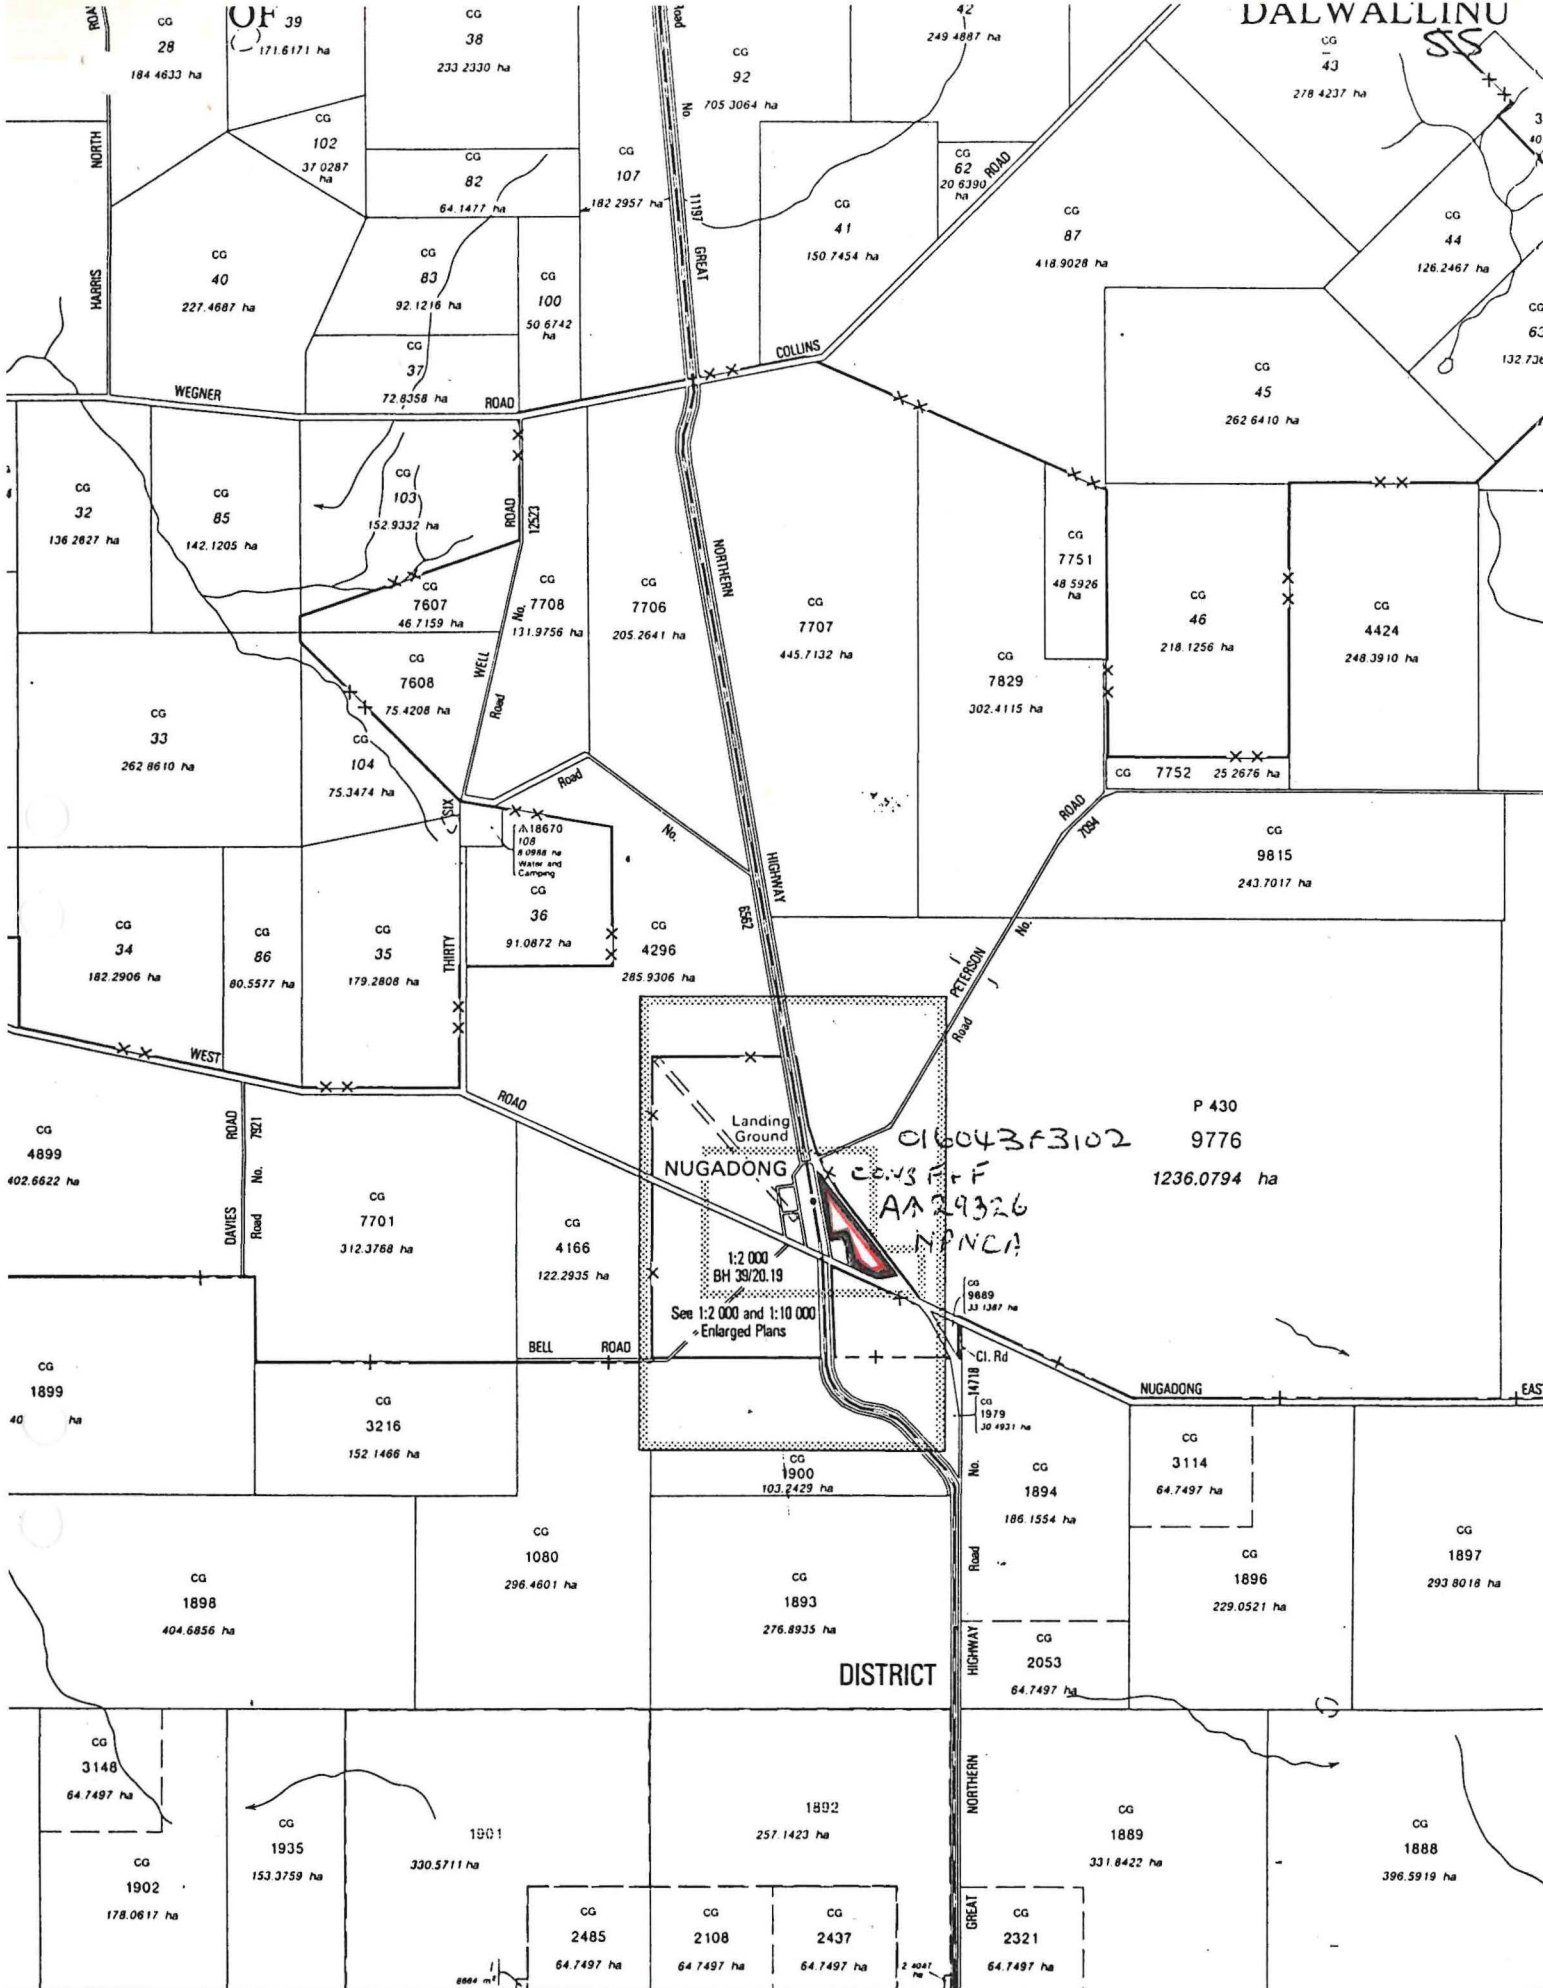 OF
DALWALLINU
SS
CG
28
184.4633 ha
39
171.6171 ha
CG
38
233.2330 ha
Road
No.
11197
CG
92
705.3064 ha
42
249.4887 ha
CG
43
278.4237 ha
NORTH
HARRIS
CG
102
37.0287
ha
CG
82
64.1477 ha
CG
107
182.2957 ha
CG
62
20.6390
ha
ROAD
CG
41
150.7454 ha
CG
87
418.9028 ha
CG
44
126.2467 ha
CG
40
227.4687 ha
CG
83
92.1216 ha
CG
100
50.6742
ha
GREAT
CG
37
72.8358 ha
COLLINS
CG
45
262.6410 ha
WEGNER
ROAD
CG
32
136.2827 ha
CG
85
142.1205 ha
CG
103
152.9332 ha
ROAD
12523
NORTHERN
CG
7751
48.5926
ha
CG
7607
46.7159 ha
No.
CG
7708
131.9756 ha
CG
7706
205.2641 ha
CG
7707
445.7132 ha
CG
46
218.1256 ha
CG
4424
248.3910 ha
CG
7608
75.4208 ha
WELL
Road
CG
7829
302.4115 ha
CG
33
262.8610 ha
CG
104
75.3474 ha
Road
No.
CG 7752 25.2676 ha
SIX
18670
108
8.0988 ha
Water and
Camping
ROAD
7094
CG
9815
243.7017 ha
HIGHWAY
6562
CG
34
182.2906 ha
CG
86
80.5577 ha
CG
35
179.2808 ha
THIRTY
CG
36
91.0872 ha
CG
4296
285.9306 ha
PETERSON
Road
No.
WEST
ROAD
CG
4899
402.6622 ha
DAVIES
ROAD
Road
No.
7921
Landing
Ground
NUGADONG
C16043F3102
CONS F+F
29326
NPNCA
P 430
9776
1236.0794 ha
CG
7701
312.3768 ha
CG
4166
122.2935 ha
1:2 000
BH 39/20.19
See 1:2 000 and 1:10 000
Enlarged Plans
CG
9689
33.1387 ha
BELL
ROAD
Cl. Rd
14718
CG
1899
40
ha
CG
3216
152.1466 ha
CG
1979
30.4931 ha
NUGADONG
EAS
CG
1900
103.2429 ha
No.
Road
CG
1894
186.1554 ha
CG
3114
64.7497 ha
CG
1898
404.6856 ha
CG
1080
296.4601 ha
CG
1893
276.8935 ha
CG
1896
229.0521 ha
CG
1897
293.8018 ha
DISTRICT
HIGHWAY
CG
2053
64.7497 ha
CG
3148
64.7497 ha
CG
1935
153.3759 ha
1901
330.5711 ha
1892
257.1423 ha
NORTHERN
CG
1889
331.8422 ha
CG
1888
396.5919 ha
CG
1902
178.0617 ha
CG
2485
64.7497 ha
CG
2108
64.7497 ha
CG
2437
64.7497 ha
GREAT
CG
2321
64.7497 ha